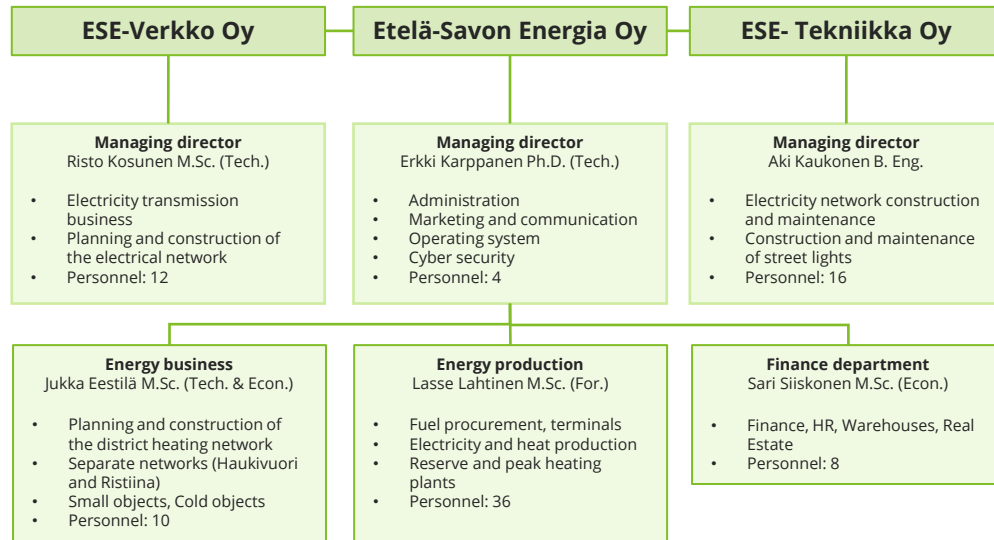 ESE-Verkko Oy
Etelä-Savon Energia Oy
ESE- Tekniikka Oy
Managing director
Risto Kosunen M.Sc. (Tech.)
• Electricity transmission
business
• Planning and construction of
the electrical network
• Personnel: 12
Managing director
Erkki Karppanen Ph.D. (Tech.)
• Administration
• Marketing and communication
• Operating system
• Cyber security
• Personnel: 4
Managing director
Aki Kaukonen B. Eng.
• Electricity network construction
and maintenance
• Construction and maintenance
of street lights
• Personnel: 16
Energy business
Jukka Eestilä M.Sc. (Tech. & Econ.)
• Planning and construction of
the district heating network
• Separate networks (Haukivuori
and Ristiina)
• Small objects, Cold objects
• Personnel: 10
Energy production
Lasse Lahtinen M.Sc. (For.)
• Fuel procurement, terminals
• Electricity and heat production
• Reserve and peak heating
plants
• Personnel: 36
Finance department
Sari Siiskonen M.Sc. (Econ.)
• Finance, HR, Warehouses, Real
Estate
• Personnel: 8